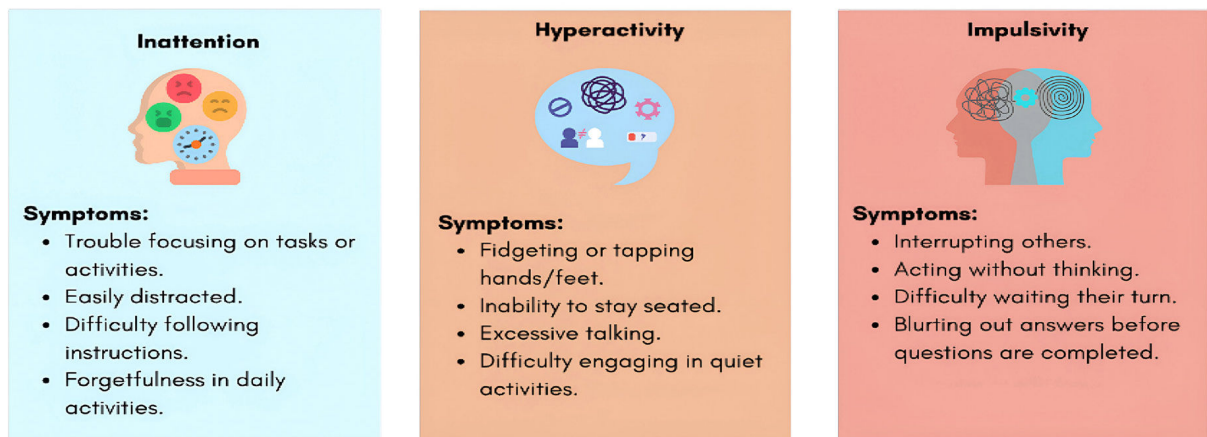 Inattention
Symptoms:
• Trouble focusing on tasks or
activities.
• Easily distracted.
• Difficulty following
instructions.
• Forgetfulness in daily
activities.
Hyperactivity
≠
?
Symptoms:
• Fidgeting or tapping
hands/feet.
• Inability to stay seated.
• Excessive talking.
• Difficulty engaging in quiet
activities.
Impulsivity
Symptoms:
• Interrupting others.
• Acting without thinking.
• Difficulty waiting their turn.
• Blurting out answers before
questions are completed.